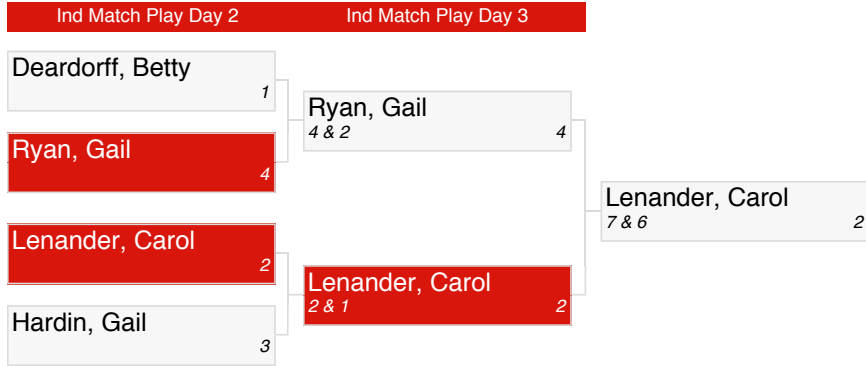 Ind Match Play Day 2
Ind Match Play Day 3
Deardorff, Betty
1
Ryan, Gail
4
Lenander, Carol
2
Hardin, Gail
3
Ryan, Gail
4 & 2 4
Lenander, Carol
2 & 1 2
Lenander, Carol
7 & 6 2